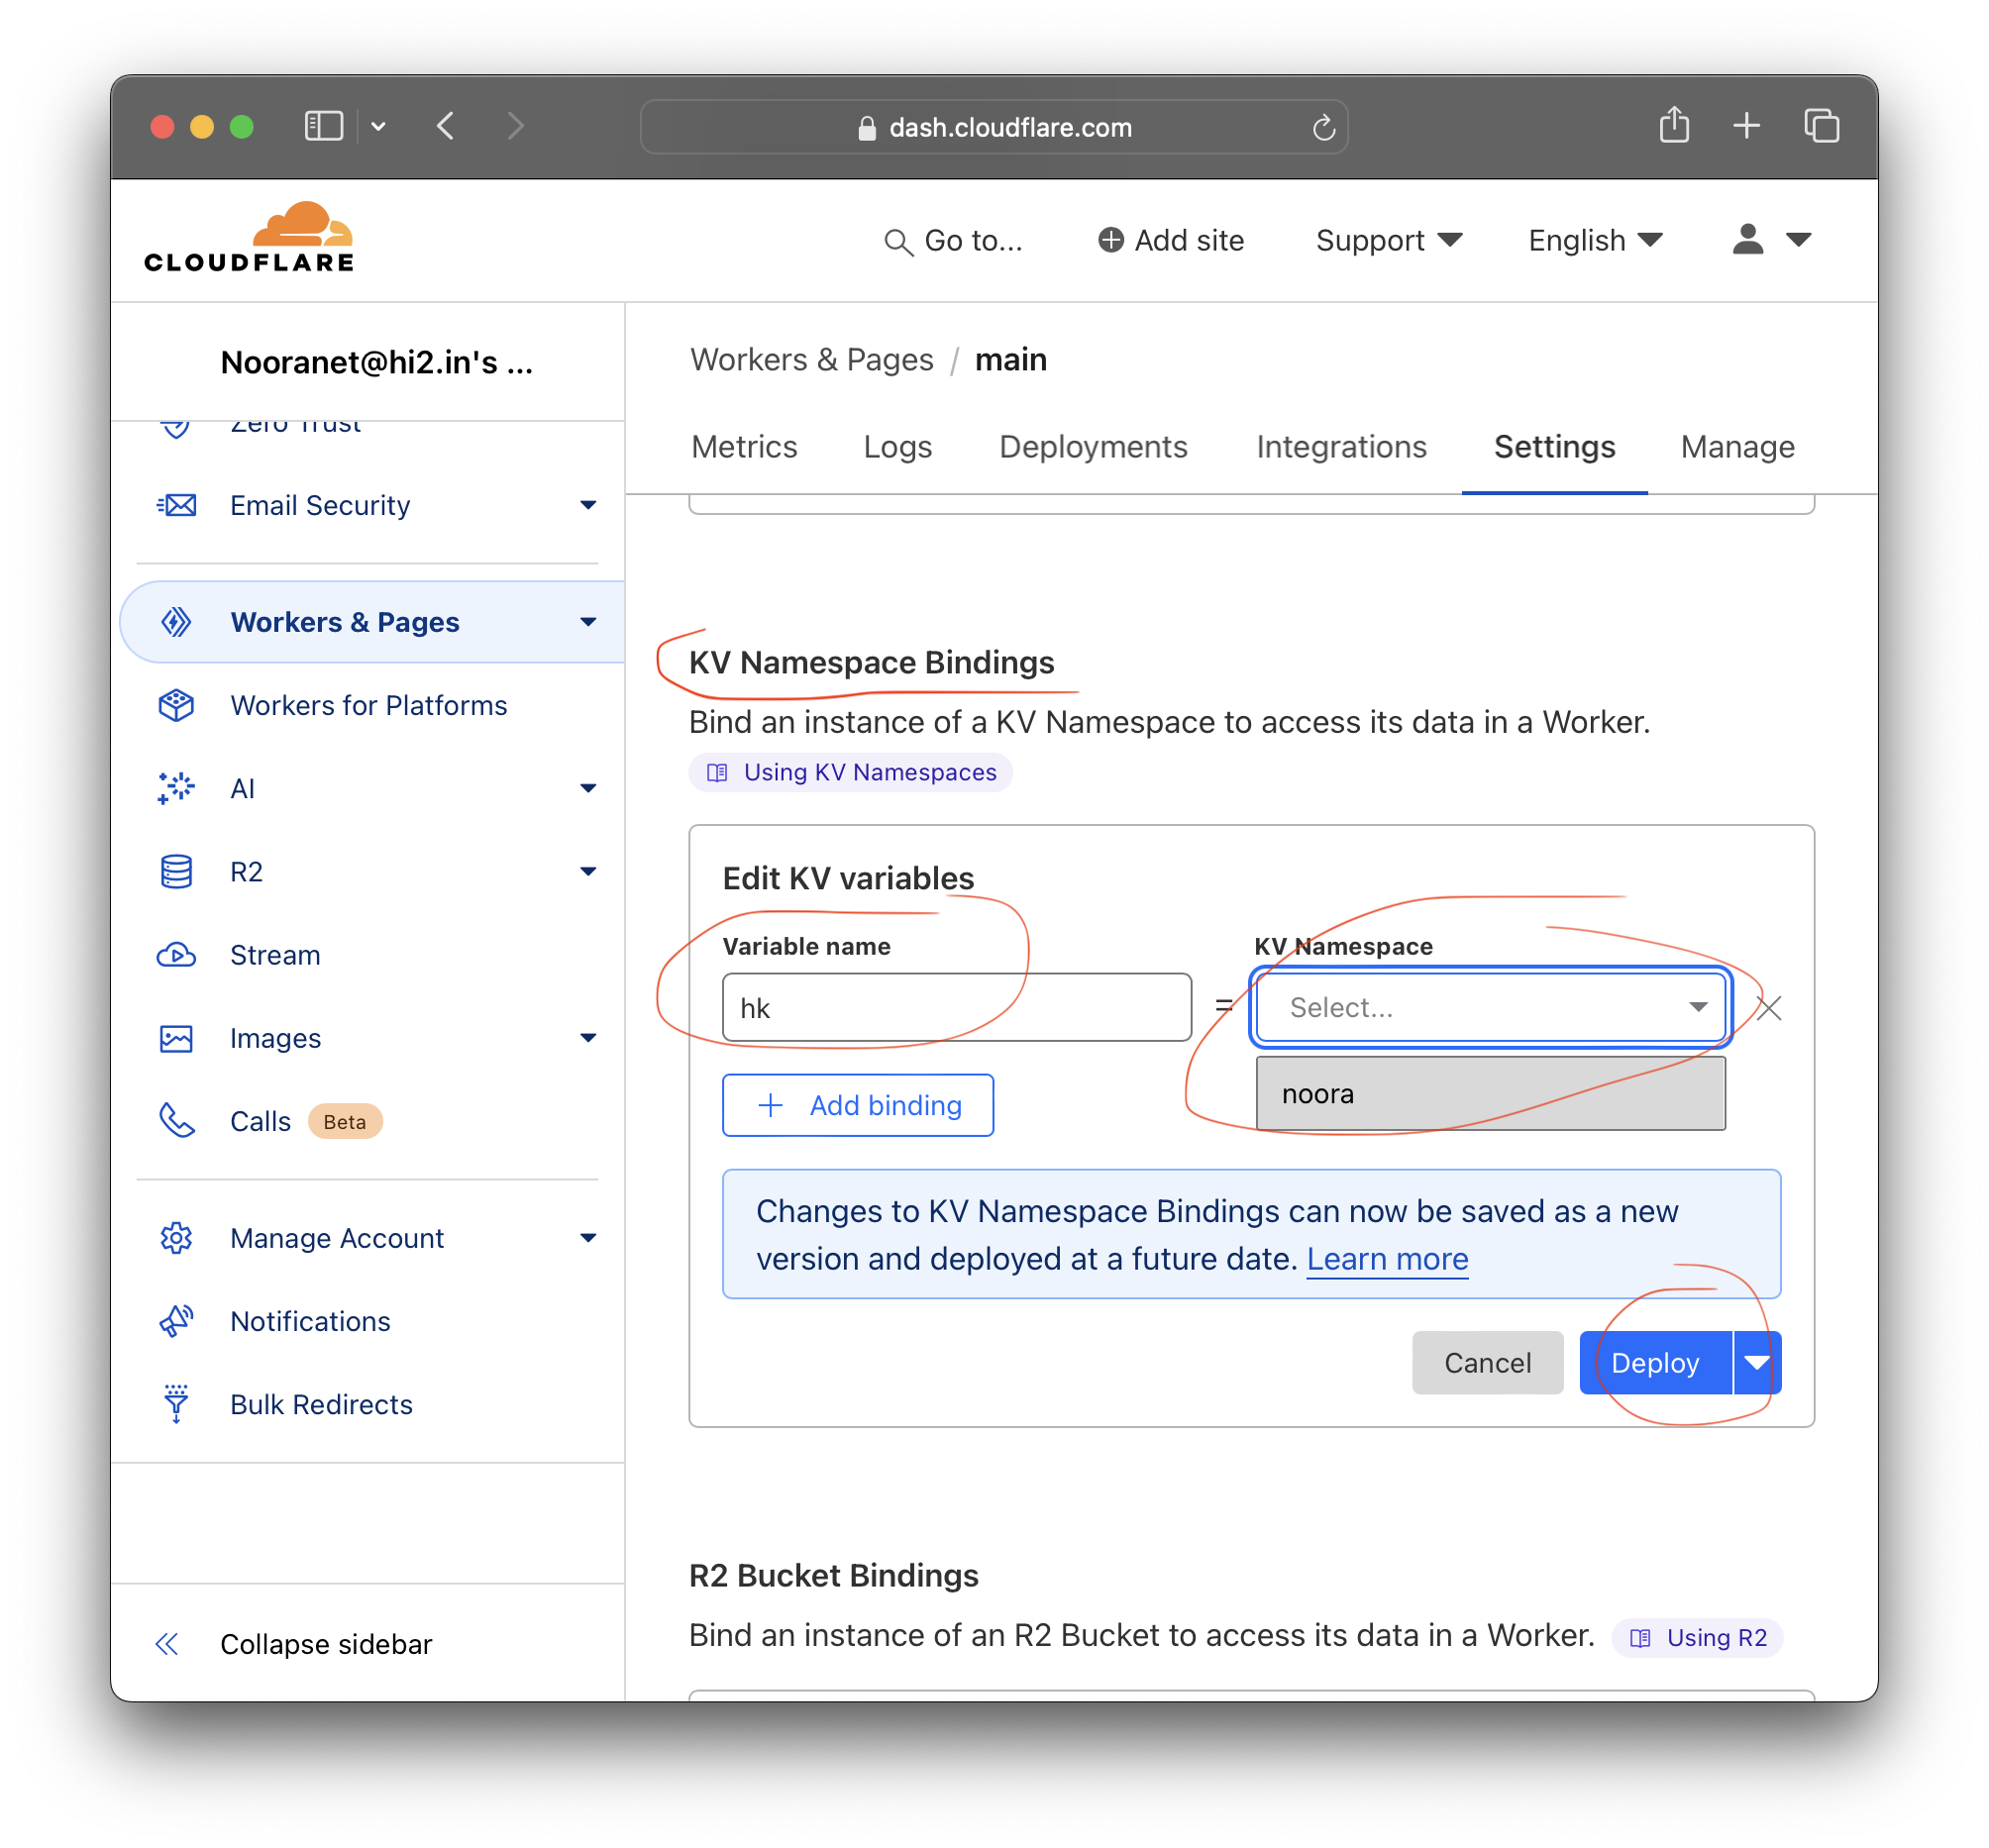 dash.cloudflare.com
CLOUDFLARE
Go to...
Add site
Support
English
Nooranet@hi2.in's ...
Zero Trust
Email Security
Workers & Pages
Workers for Platforms
AI
R2
Stream
Images
Calls Beta
Manage Account
Notifications
Bulk Redirects
Collapse sidebar
Workers & Pages / main
Metrics
Logs
Deployments
Integrations
Settings
Manage
KV Namespace Bindings
Bind an instance of a KV Namespace to access its data in a Worker.
Using KV Namespaces
Edit KV variables
Variable name
hk
=
KV Namespace
Select...
noora
+ Add binding
Changes to KV Namespace Bindings can now be saved as a new
version and deployed at a future date. Learn more
Cancel
Deploy
R2 Bucket Bindings
Bind an instance of an R2 Bucket to access its data in a Worker.
Using R2